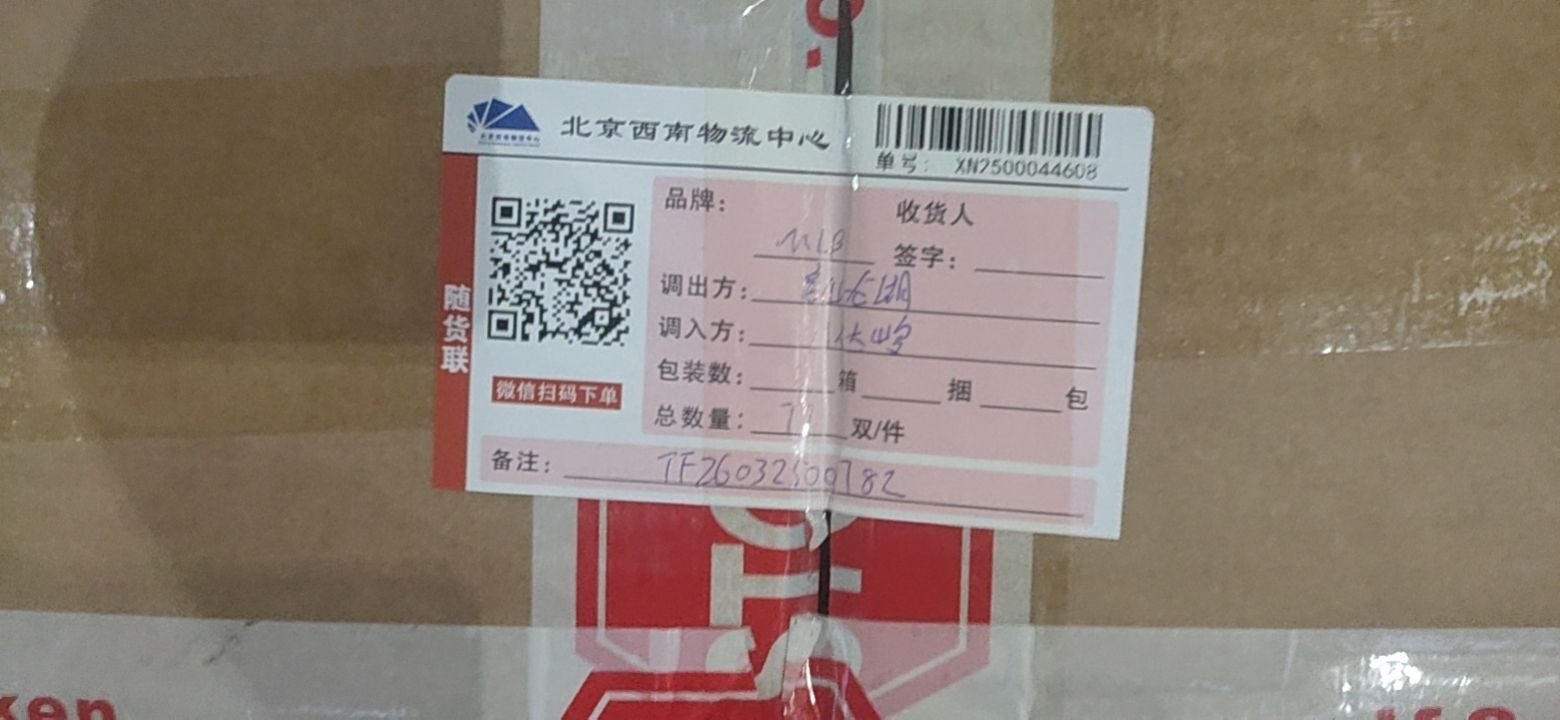 北京西南物流中心
单号: XN2500044608
随货联
微信扫码下单
品牌: MLB
收货人
签字:
调出方:
调入方:
包装数: 箱 捆 包
总数量: 双/件
备注: TF26032500782
STO
ken